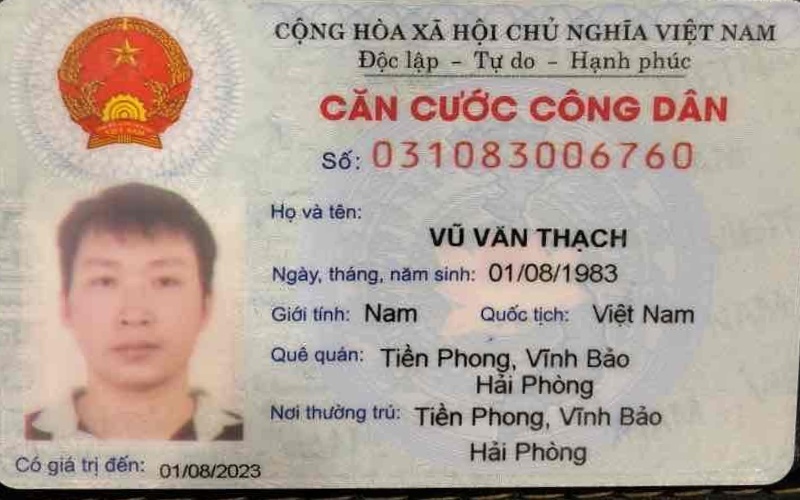 CỘNG HÒA XÃ HỘI CHỦ NGHĨA VIỆT NAM
Độc lập - Tự do - Hạnh phúc
CĂN CƯỚC CÔNG DÂN
Số: 031083006760
Họ và tên:
VŨ VĂN THẠCH
Ngày, tháng, năm sinh: 01/08/1983
Giới tính: Nam Quốc tịch: Việt Nam
Quê quán: Tiền Phong, Vĩnh Bảo
Hải Phòng
Nơi thường trú: Tiền Phong, Vĩnh Bảo
Hải Phòng
Có giá trị đến: 01/08/2023